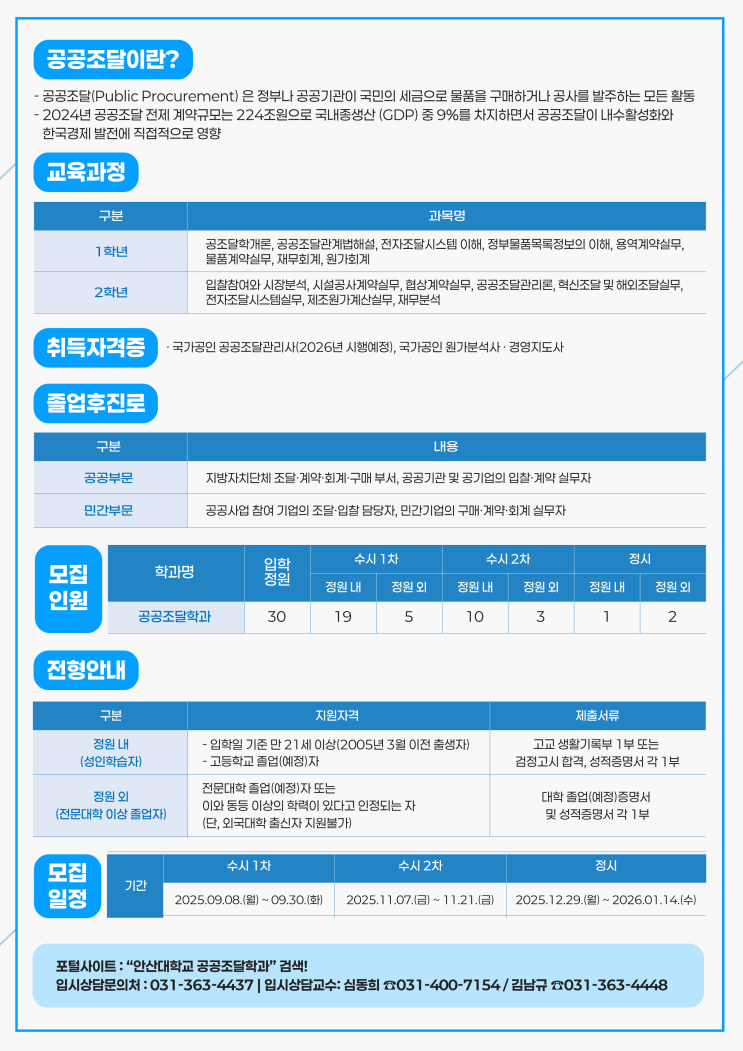 공공조달이란?
- 공공조달(Public Procurement) 은 정부나 공공기관이 국민의 세금으로 물품을 구매하거나 공사를 발주하는 모든 활동
- 2024년 공공조달 전제 계약규모는 224조원으로 국내종생산 (GDP) 중 9%를 차지하면서 공공조달이 내수활성화와
한국경제 발전에 직접적으로 영향
교육과정
구분 과목명
1학년
공조달학개론, 공공조달관계법해설, 전자조달시스템 이해, 정부물품목록정보의 이해, 용역계약실무,
물품계약실무, 재무회계, 원가회계
2학년
입찰참여와 시장분석, 시설공사계약실무, 협상계약실무, 공공조달관리론, 혁신조달 및 해외조달실무,
전자조달시스템실무, 제조원가계산실무, 재무분석
취득자격증 · 국가공인 공공조달관리사(2026년 시행예정), 국가공인 원가분석사 · 경영지도사
졸업후진로
구분 내용
공공부문 지방자치단체 조달·계약·회계·구매 부서, 공공기관 및 공기업의 입찰·계약 실무자
민간부문 공공사업 참여 기업의 조달·입찰 담당자, 민간기업의 구매·계약·회계 실무자
모집
인원
학과명 입학
정원 수시 1차 수시 2차 정시
정원 내 정원 외 정원 내 정원 외 정원 내 정원 외
공공조달학과 30 19 5 10 3 1 2
전형안내
구분 지원자격 제출서류
정원 내
(성인학습자)
- 입학일 기준 만 21세 이상(2005년 3월 이전 출생자)
- 고등학교 졸업(예정)자
고교 생활기록부 1부 또는
검정고시 합격, 성적증명서 각 1부
정원 외
(전문대학 이상 졸업자)
전문대학 졸업(예정)자 또는
이와 동등 이상의 학력이 있다고 인정되는 자
(단, 외국대학 출신자 지원불가)
대학 졸업(예정)증명서
및 성적증명서 각 1부
모집
일정
기간 수시 1차 수시 2차 정시
2025.09.08.(월) ~ 09.30.(화) 2025.11.07.(금) ~ 11.21.(금) 2025.12.29.(월) ~ 2026.01.14.(수)
포털사이트 : “안산대학교 공공조달학과” 검색!
입시상담문의처 : 031-363-4437 | 입시상담교수: 심동희 ☎031-400-7154 / 김남규 ☎031-363-4448